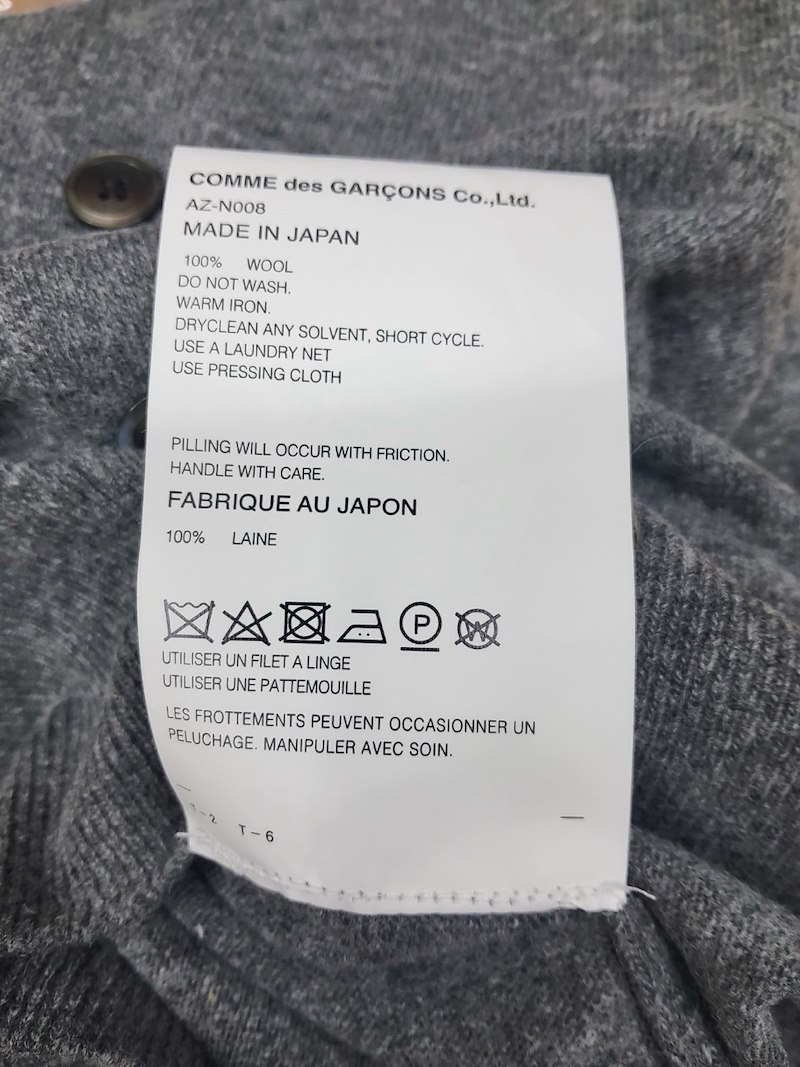 COMME des GARÇONS Co.,Ltd.
AZ-N008
MADE IN JAPAN
100% WOOL
DO NOT WASH.
WARM IRON.
DRYCLEAN ANY SOLVENT, SHORT CYCLE.
USE A LAUNDRY NET
USE PRESSING CLOTH
PILLING WILL OCCUR WITH FRICTION.
HANDLE WITH CARE.
FABRIQUE AU JAPON
100% LAINE
P W
UTILISER UN FILET A LINGE
UTILISER UNE PATTEMOUILLE
LES FROTTEMENTS PEUVENT OCCASIONNER UN
PELUCHAGE. MANIPULER AVEC SOIN.
T-6